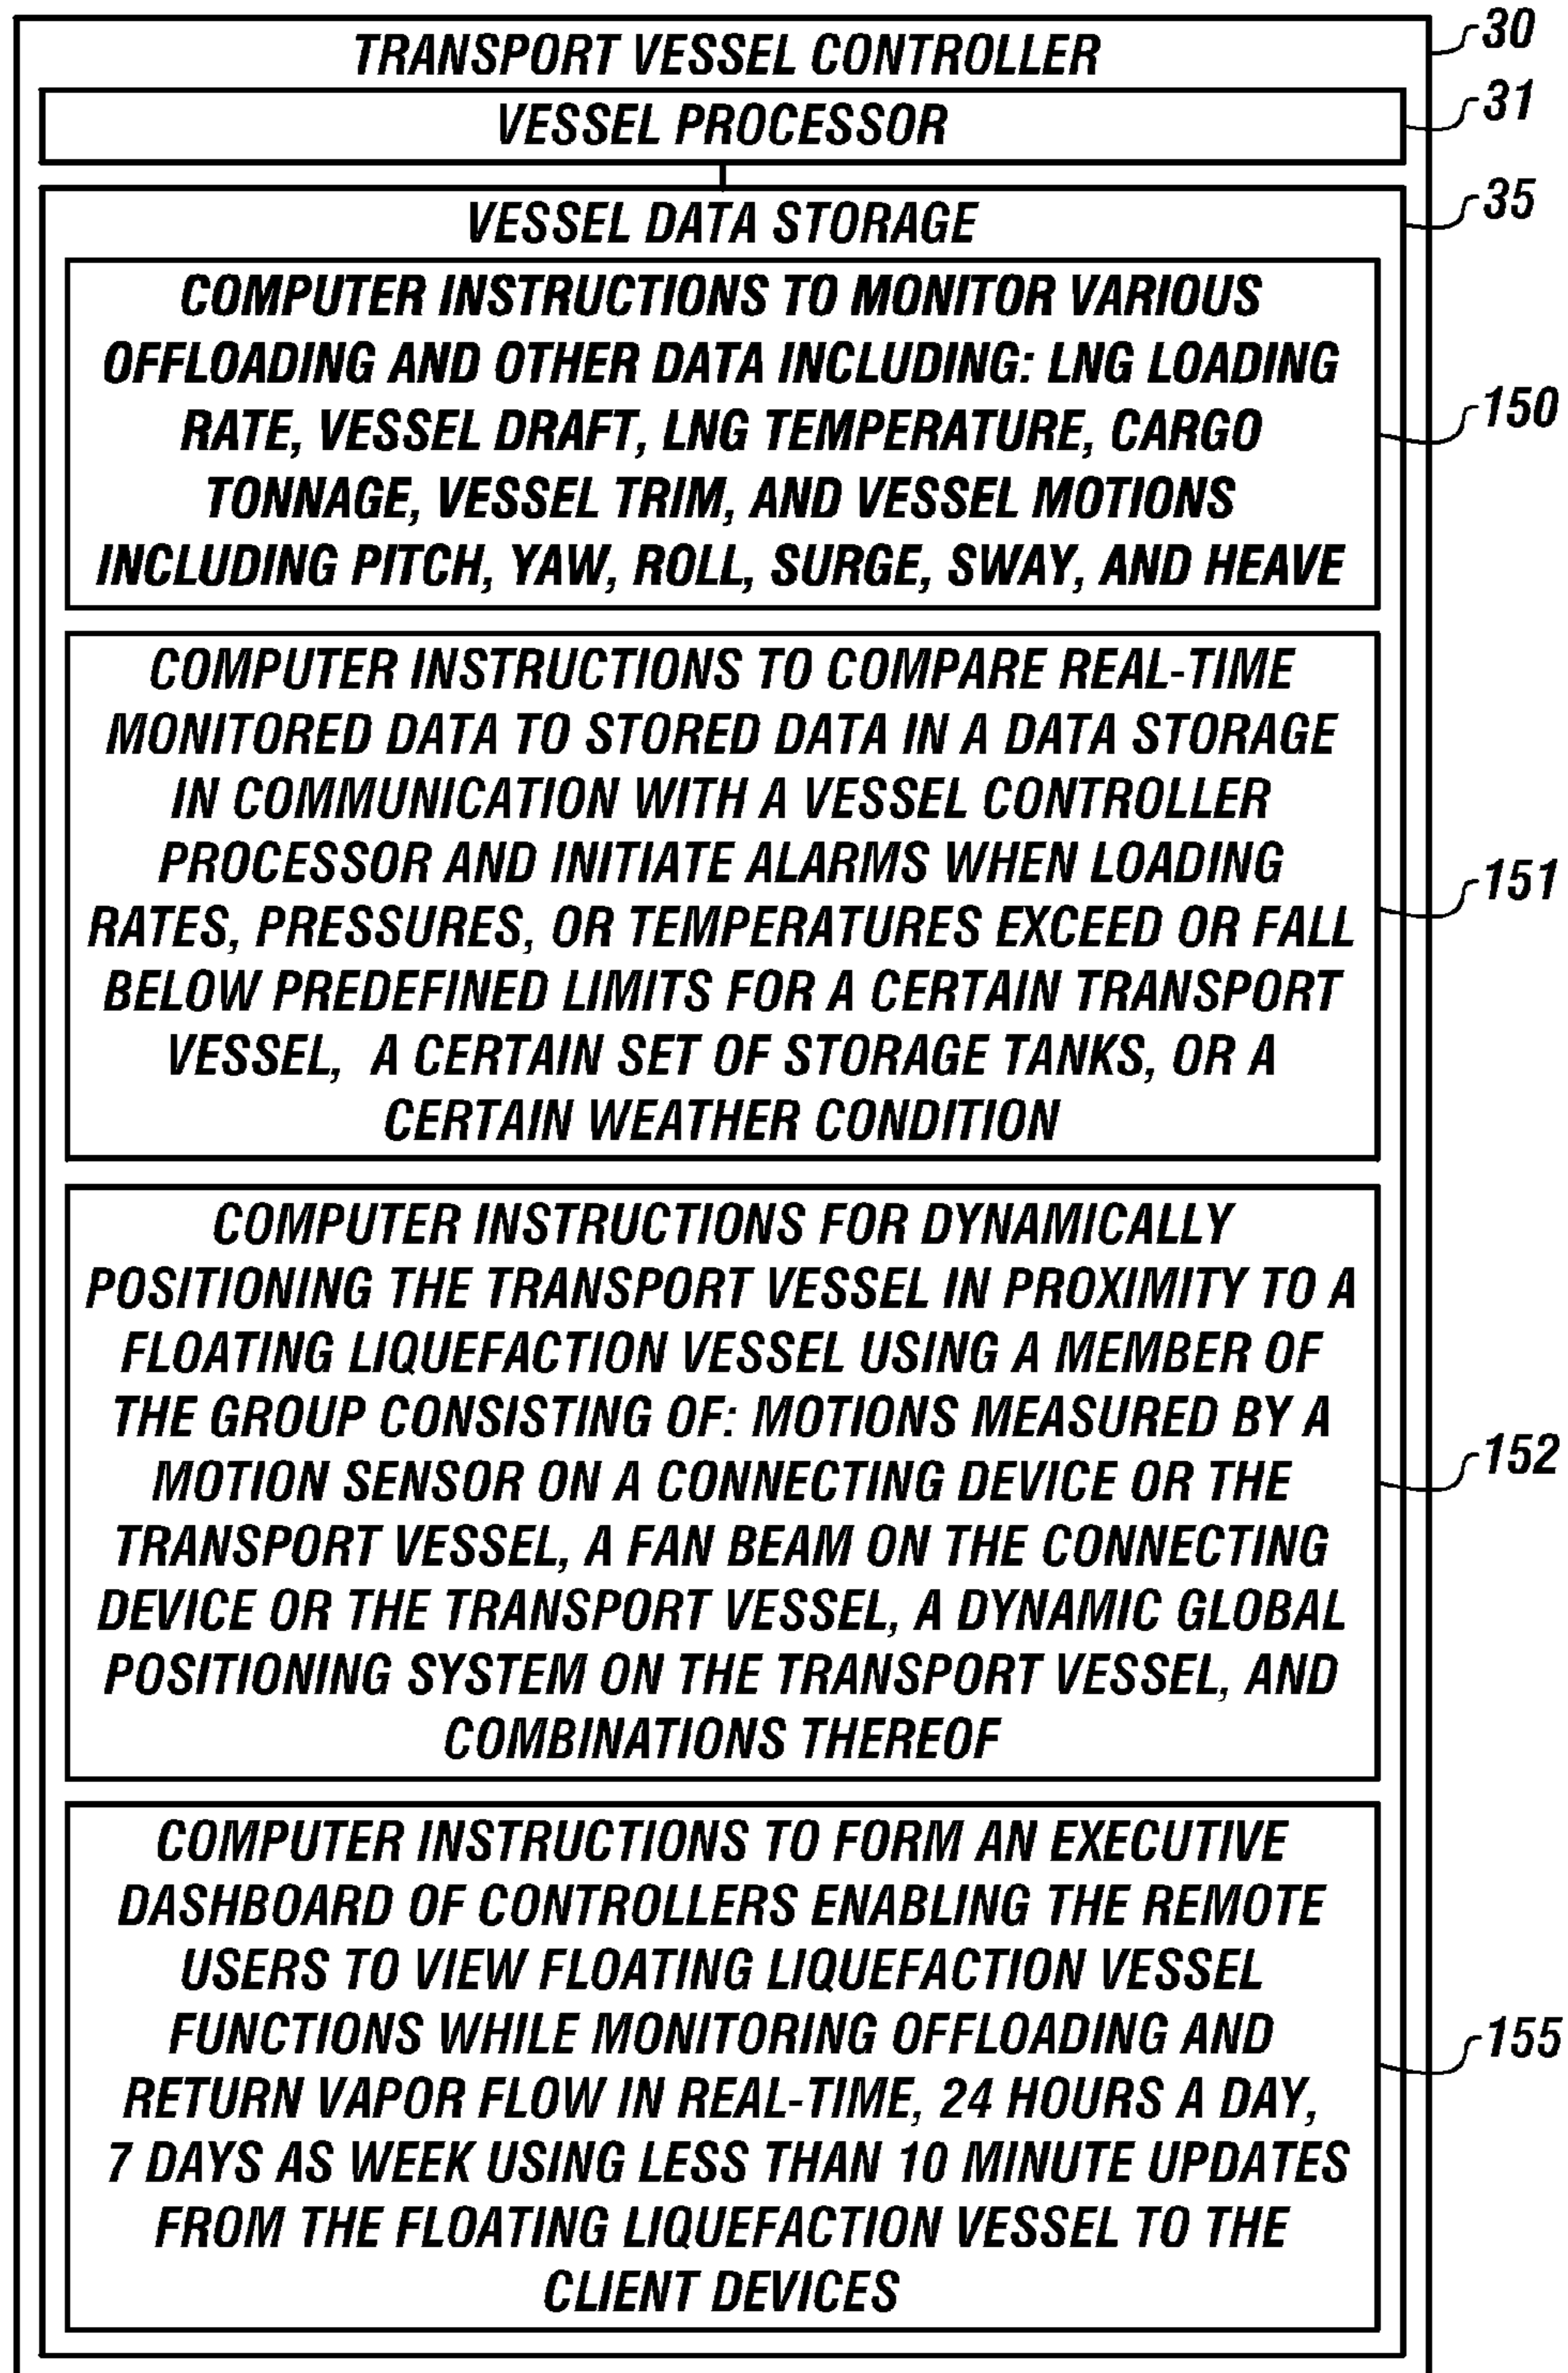 TRANSPORT VESSEL CONTROLLER
30
VESSEL PROCESSOR
31
VESSEL DATA STORAGE
35
COMPUTER INSTRUCTIONS TO MONITOR VARIOUS
OFFLOADING AND OTHER DATA INCLUDING: LNG LOADING
RATE, VESSEL DRAFT, LNG TEMPERATURE, CARGO
TONNAGE, VESSEL TRIM, AND VESSEL MOTIONS
INCLUDING PITCH, YAW, ROLL, SURGE, SWAY, AND HEAVE
150
COMPUTER INSTRUCTIONS TO COMPARE REAL-TIME
MONITORED DATA TO STORED DATA IN A DATA STORAGE
IN COMMUNICATION WITH A VESSEL CONTROLLER
PROCESSOR AND INITIATE ALARMS WHEN LOADING
RATES, PRESSURES, OR TEMPERATURES EXCEED OR FALL
BELOW PREDEFINED LIMITS FOR A CERTAIN TRANSPORT
VESSEL, A CERTAIN SET OF STORAGE TANKS, OR A
CERTAIN WEATHER CONDITION
151
COMPUTER INSTRUCTIONS FOR DYNAMICALLY
POSITIONING THE TRANSPORT VESSEL IN PROXIMITY TO A
FLOATING LIQUEFACTION VESSEL USING A MEMBER OF
THE GROUP CONSISTING OF: MOTIONS MEASURED BY A
MOTION SENSOR ON A CONNECTING DEVICE OR THE
TRANSPORT VESSEL, A FAN BEAM ON THE CONNECTING
DEVICE OR THE TRANSPORT VESSEL, A DYNAMIC GLOBAL
POSITIONING SYSTEM ON THE TRANSPORT VESSEL, AND
COMBINATIONS THEREOF
152
COMPUTER INSTRUCTIONS TO FORM AN EXECUTIVE
DASHBOARD OF CONTROLLERS ENABLING THE REMOTE
USERS TO VIEW FLOATING LIQUEFACTION VESSEL
FUNCTIONS WHILE MONITORING OFFLOADING AND
RETURN VAPOR FLOW IN REAL-TIME, 24 HOURS A DAY,
7 DAYS AS WEEK USING LESS THAN 10 MINUTE UPDATES
FROM THE FLOATING LIQUEFACTION VESSEL TO THE
CLIENT DEVICES
155